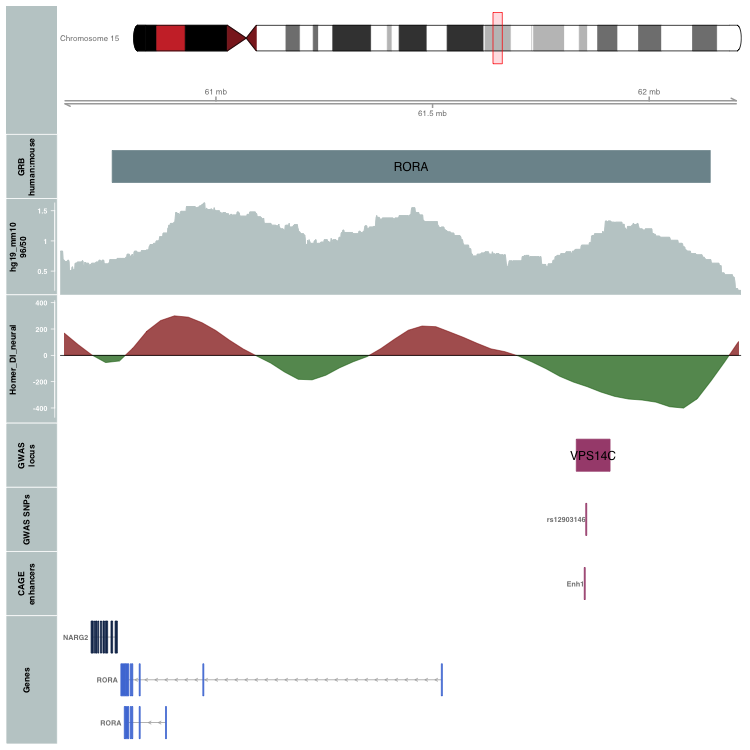 Chromosome 15
61 mb
62 mb
61.5 mb
GRB
human:mouse
RORA
hg19_mm10
96/50
1.5
1
0.5
Homer_DI_neural
400
200
0
-200
-400
GWAS
locus
VPS14C
GWAS SNPs
rs12903146
CAGE
enhancers
Enh1
Genes
NARG2
RORA
RORA